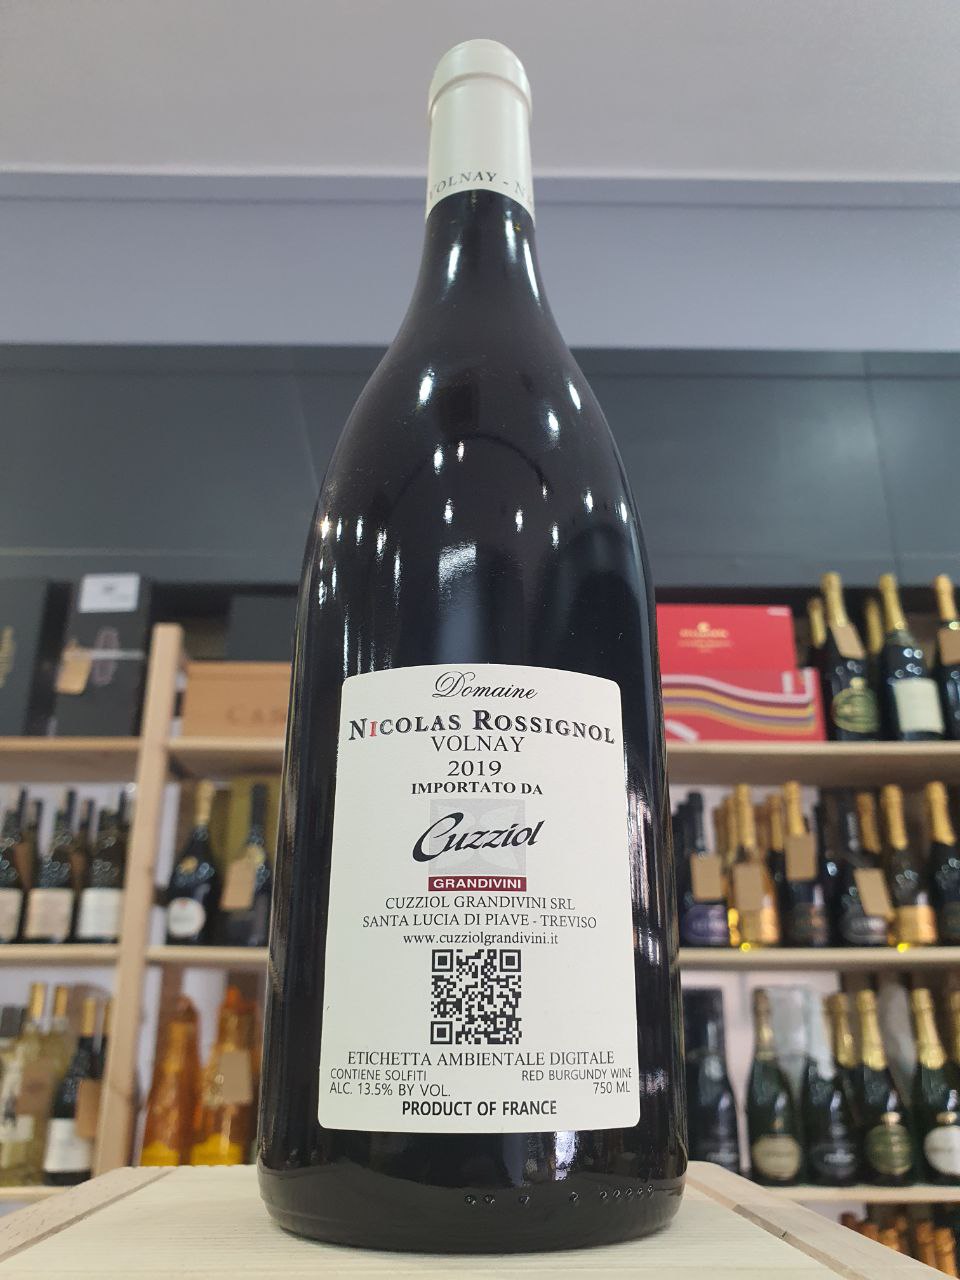 VOLNAY - N
Domaine
NICOLAS ROSSIGNOL
VOLNAY
2019
IMPORTATO DA
Cuzziol
GRANDIVINI
CUZZIOL GRANDIVINI SRL
SANTA LUCIA DI PIAVE - TREVISO
www.cuzziolgrandivini.it
ETICHETTA AMBIENTALE DIGITALE
CONTIENE SOLFITI RED BURGUNDY WINE
ALC. 13.5% BY VOL. 750 ML
PRODUCT OF FRANCE